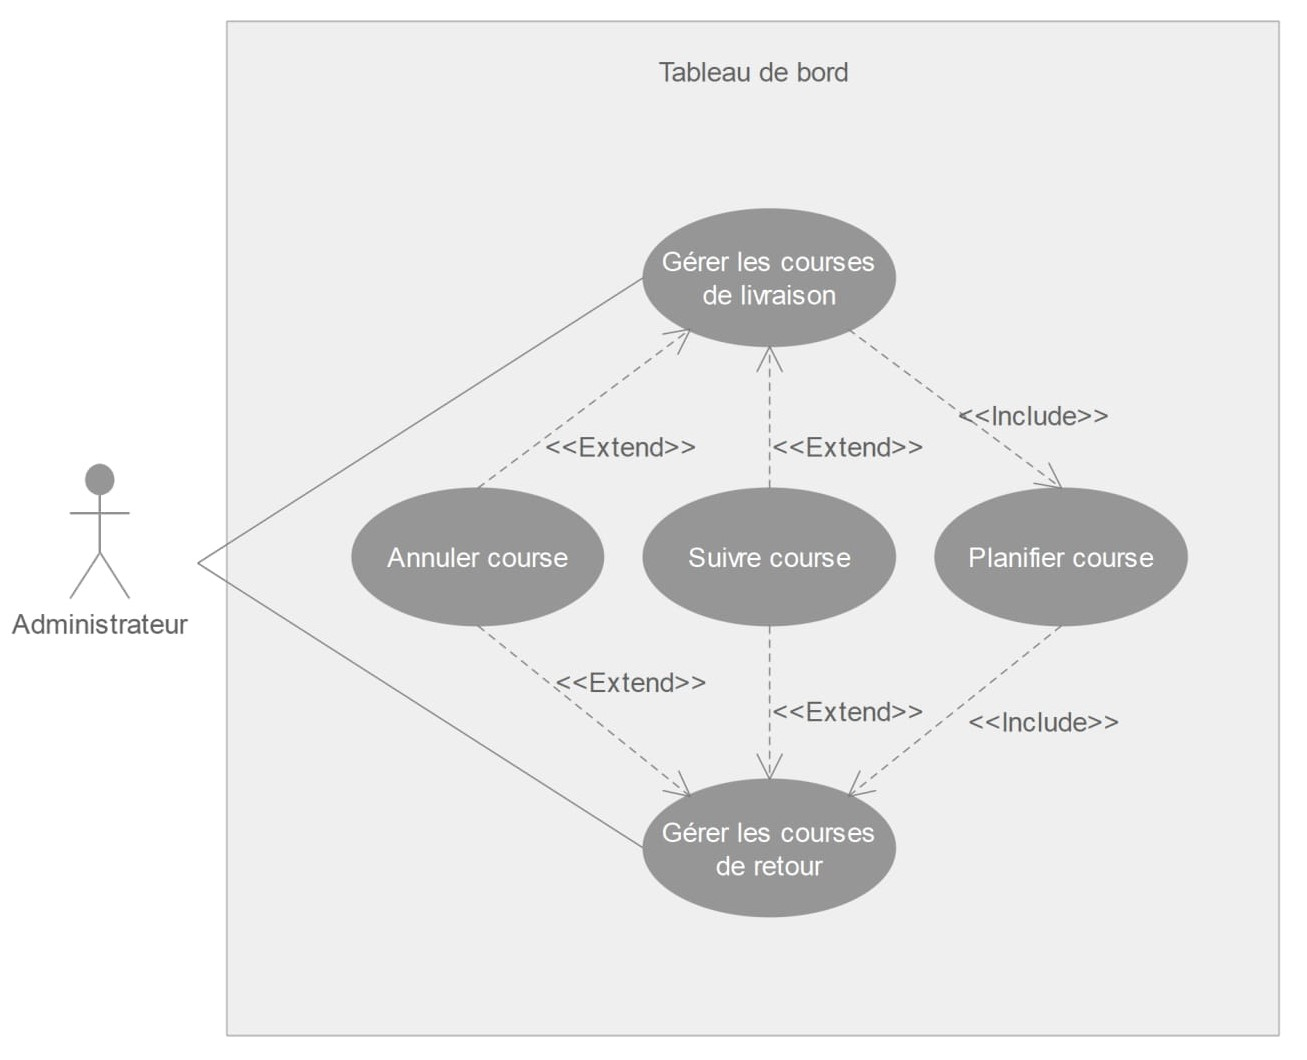 Tableau de bord
Gérer les courses
de livraison
<<Include>>
<<Extend>>
<<Extend>>
Annuler course
Suivre course
Planifier course
Administrateur
<<Extend>>
<<Extend>>
<<Include>>
Gérer les courses
de retour